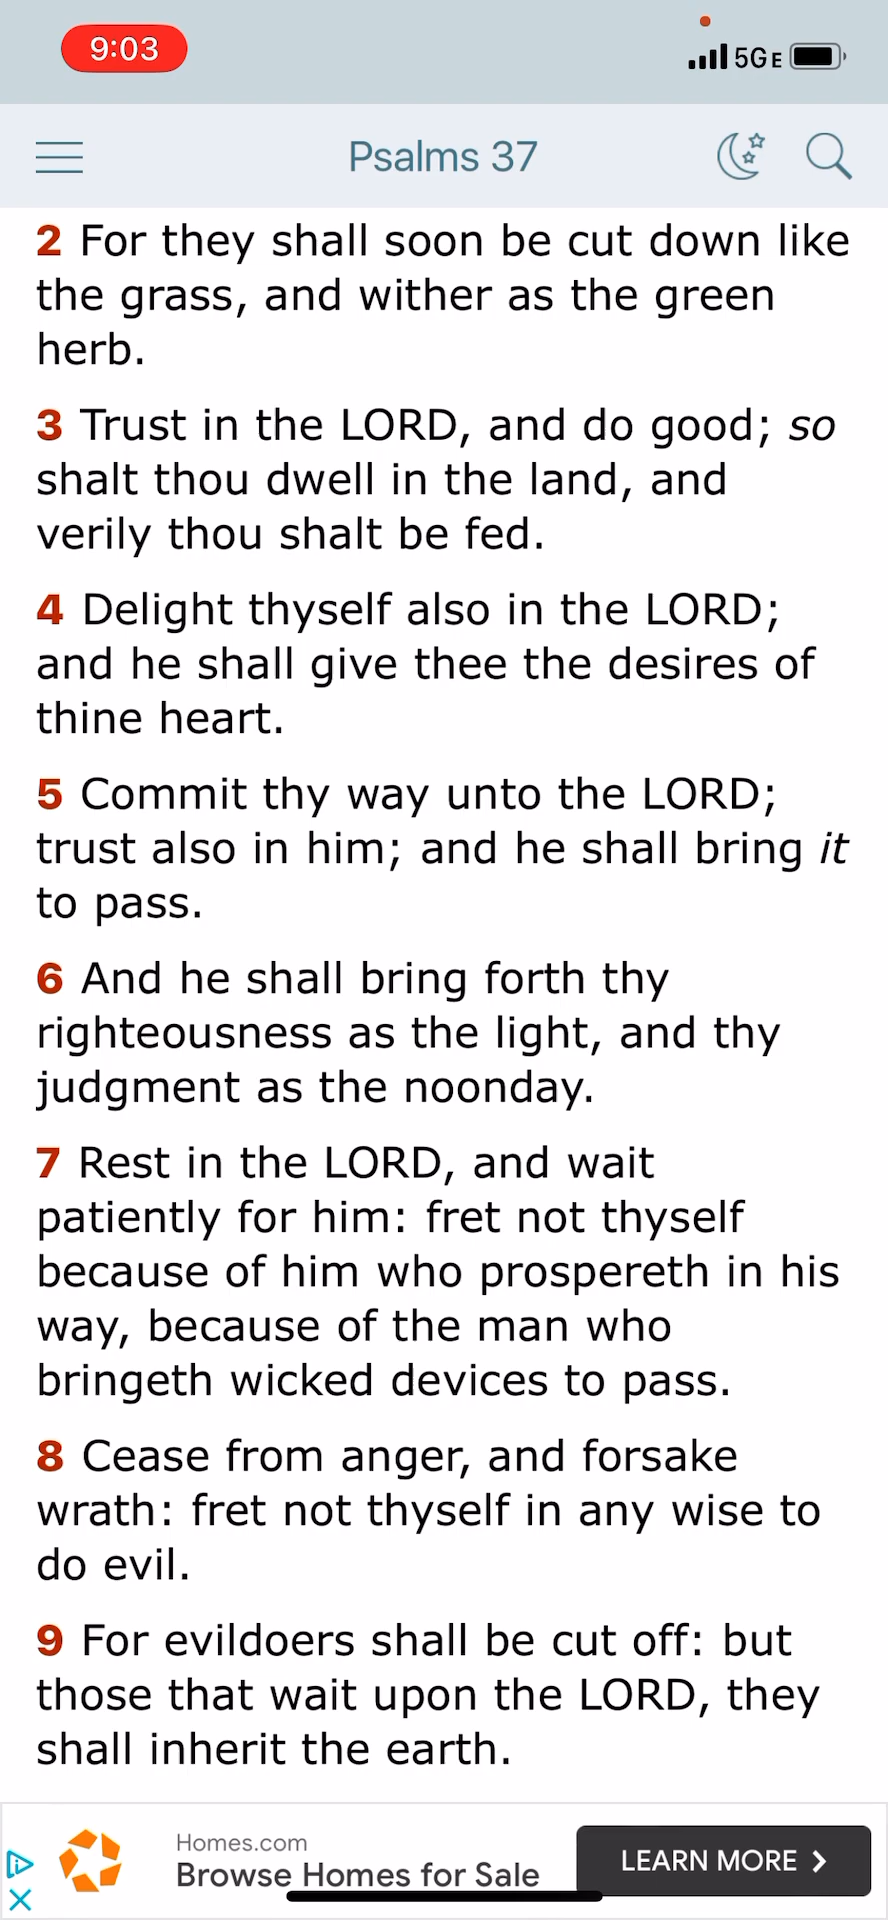 9:03
5GE
Psalms 37
2 For they shall soon be cut down like
the grass, and wither as the green
herb.
3 Trust in the LORD, and do good; so
shalt thou dwell in the land, and
verily thou shalt be fed.
4 Delight thyself also in the LORD;
and he shall give thee the desires of
thine heart.
5 Commit thy way unto the LORD;
trust also in him; and he shall bring it
to pass.
6 And he shall bring forth thy
righteousness as the light, and thy
judgment as the noonday.
7 Rest in the LORD, and wait
patiently for him: fret not thyself
because of him who prospereth in his
way, because of the man who
bringeth wicked devices to pass.
8 Cease from anger, and forsake
wrath: fret not thyself in any wise to
do evil.
9 For evildoers shall be cut off: but
those that wait upon the LORD, they
shall inherit the earth.
Homes.com
Browse Homes for Sale
LEARN MORE